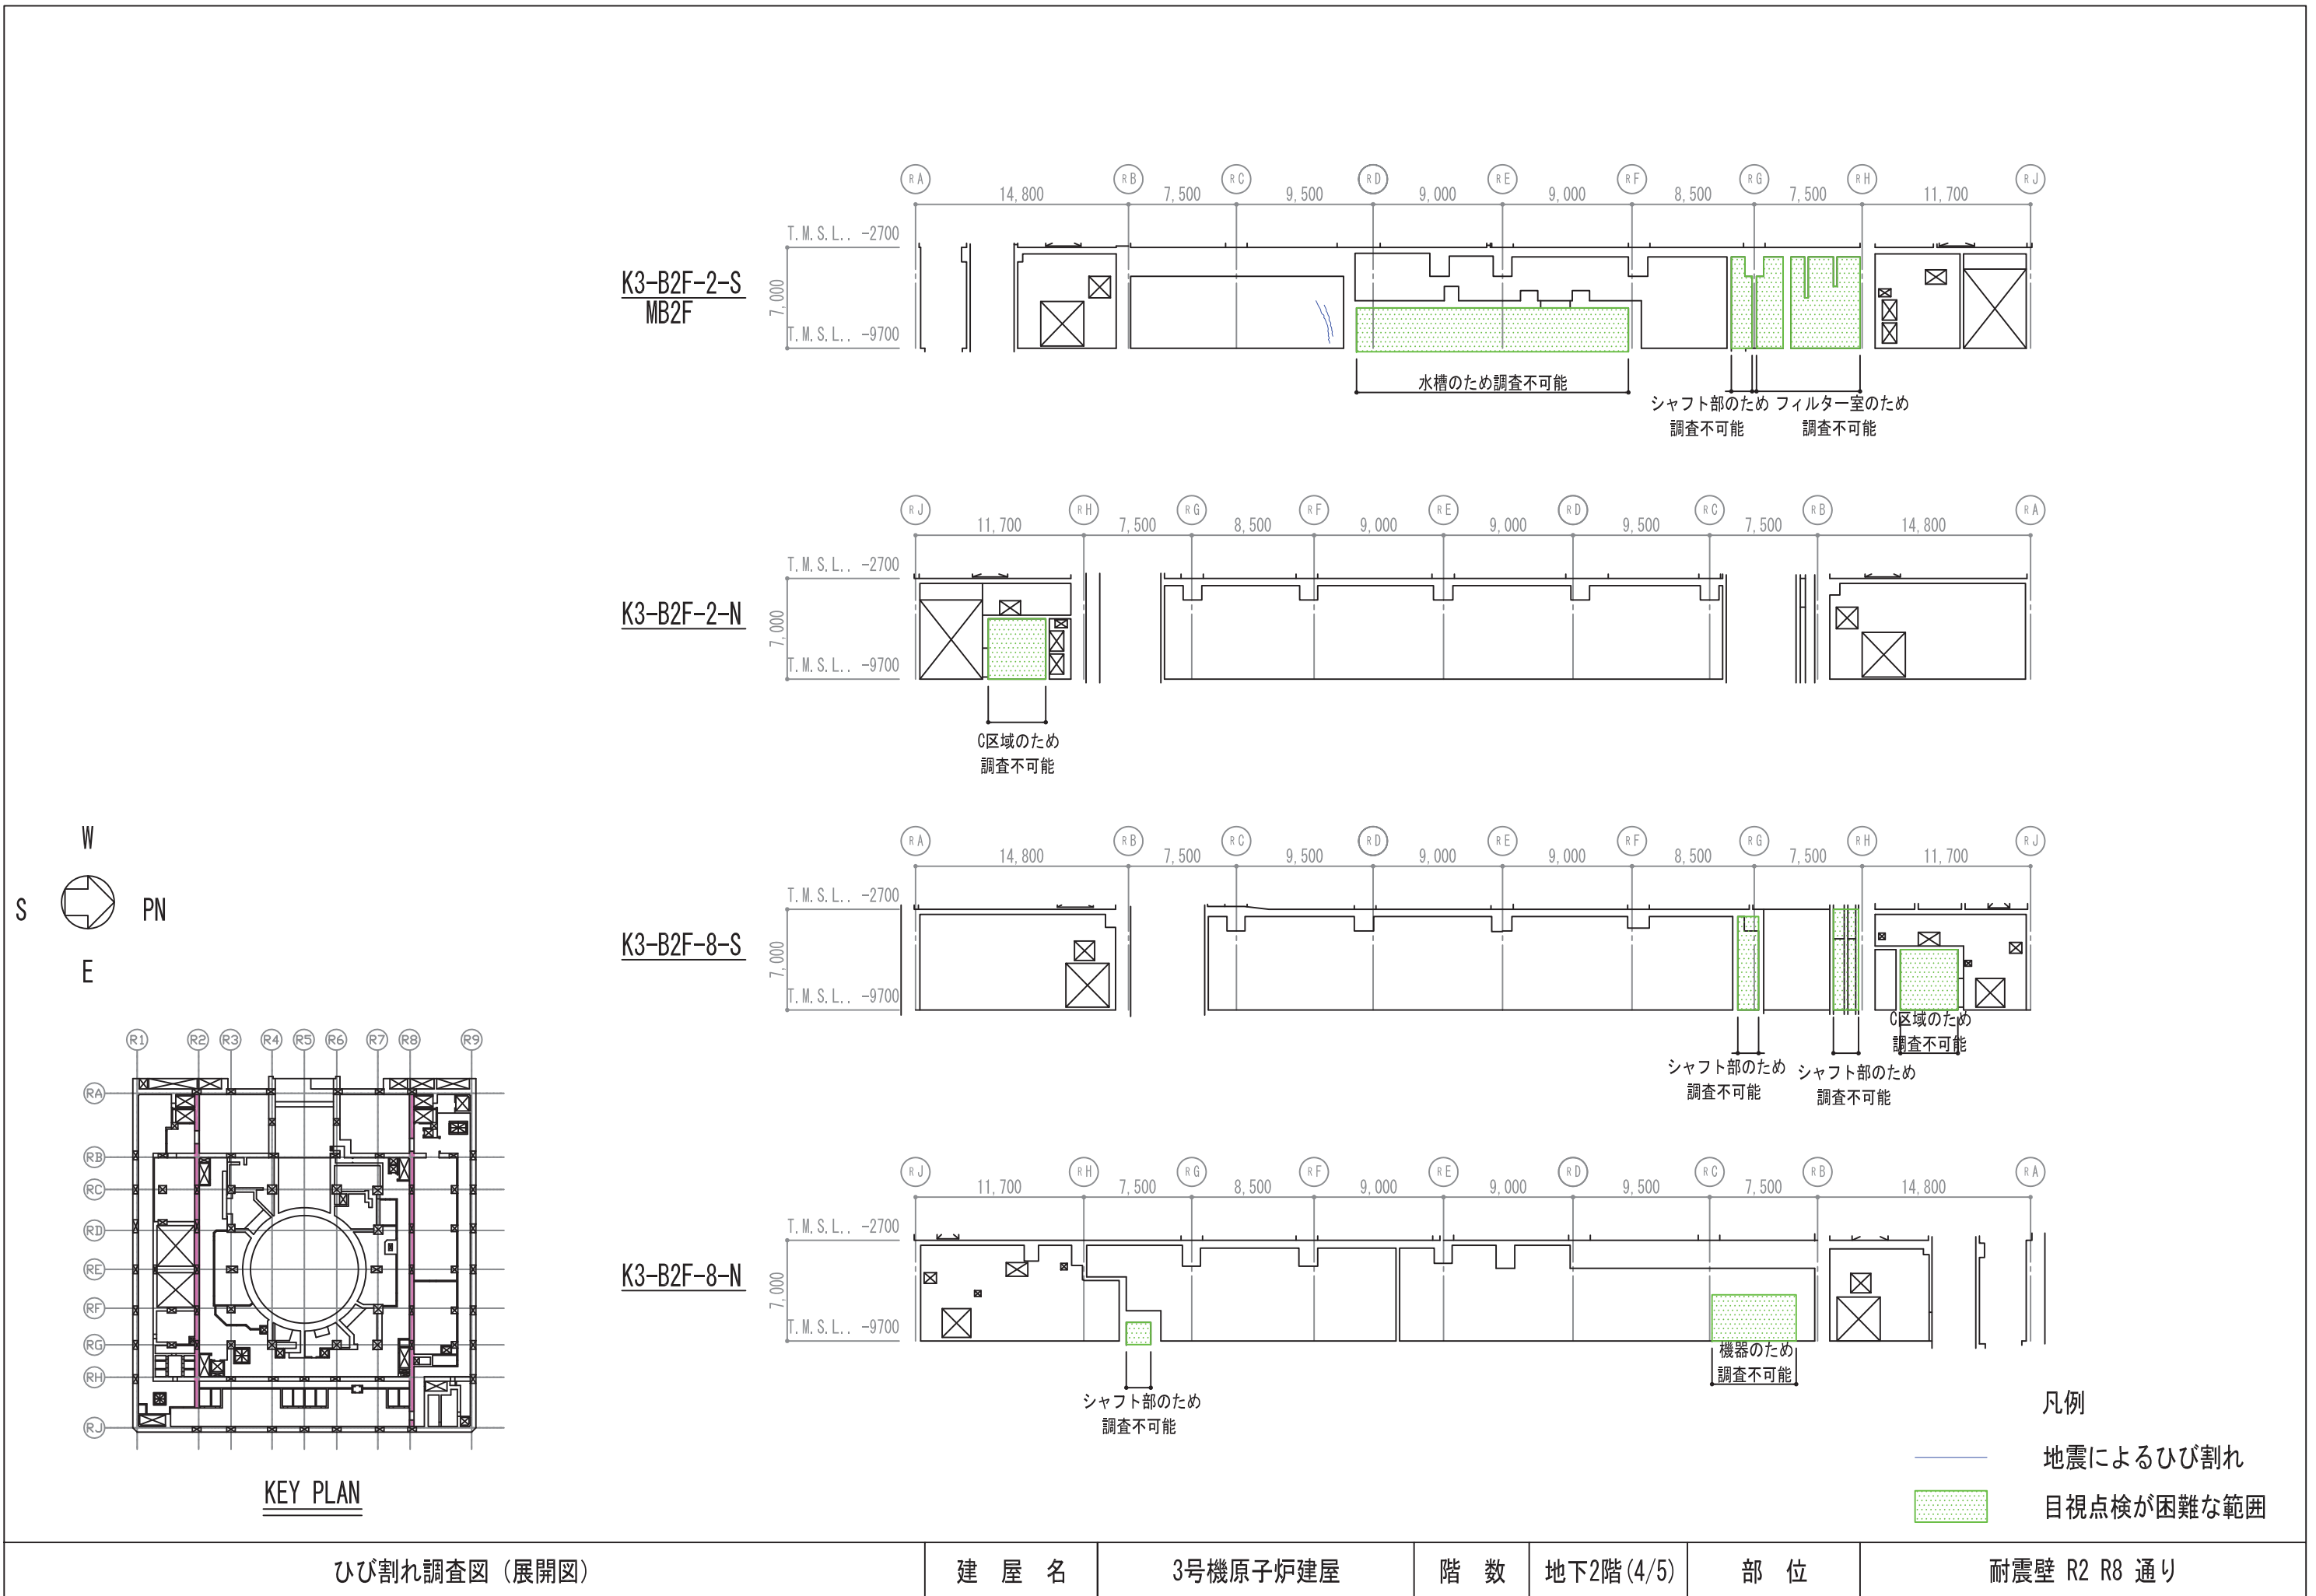 RA RB RC RD RE RF RG RH RJ
14,800 7,500 9,500 9,000 9,000 8,500 7,500 11,700
T.M.S.L.. -2700
K3-B2F-2-S
MB2F
7,000
T.M.S.L.. -9700
水槽のため調査不可能
シャフト部のため
調査不可能
フィルター室のため
調査不可能
RJ RH RG RF RE RD RC RB RA
11,700 7,500 8,500 9,000 9,000 9,500 7,500 14,800
T.M.S.L.. -2700
K3-B2F-2-N
7,000
T.M.S.L.. -9700
C区域のため
調査不可能
RA RB RC RD RE RF RG RH RJ
14,800 7,500 9,500 9,000 9,000 8,500 7,500 11,700
T.M.S.L.. -2700
K3-B2F-8-S
7,000
T.M.S.L.. -9700
シャフト部のため
調査不可能
シャフト部のため
調査不可能
C区域のため
調査不可能
RJ RH RG RF RE RD RC RB RA
11,700 7,500 8,500 9,000 9,000 9,500 7,500 14,800
T.M.S.L.. -2700
K3-B2F-8-N
7,000
T.M.S.L.. -9700
シャフト部のため
調査不可能
機器のため
調査不可能
W
S PN
E
R1 R2 R3 R4 R5 R6 R7 R8 R9
RA
RB
RC
RD
RE
RF
RG
RH
RJ
KEY PLAN
凡例
地震によるひび割れ
目視点検が困難な範囲
ひび割れ調査図 (展開図) 建 屋 名 3号機原子炉建屋 階 数 地下2階(4/5) 部 位 耐震壁 R2 R8 通り